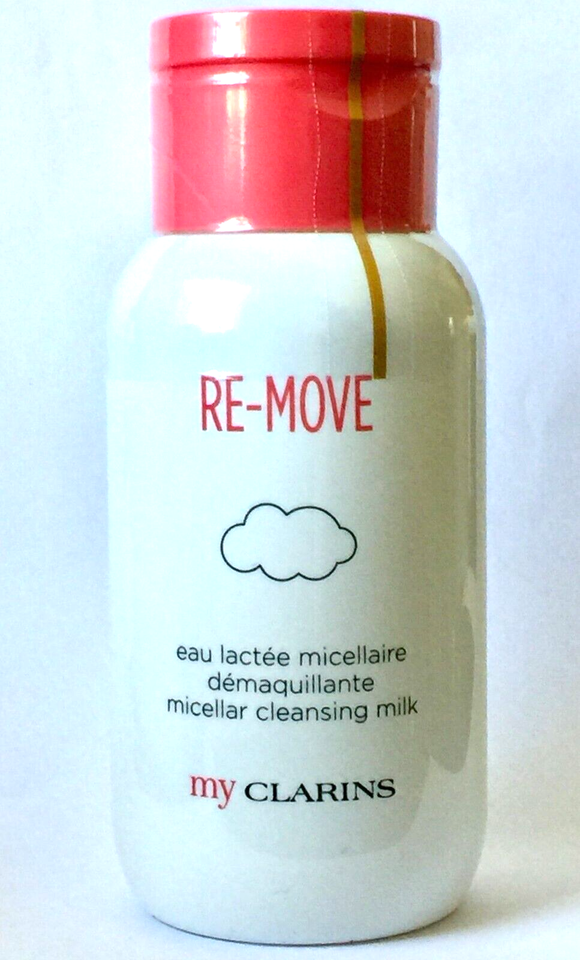 RE-MOVE
eau lactée micellaire
démaquillante
micellar cleansing milk
my CLARINS